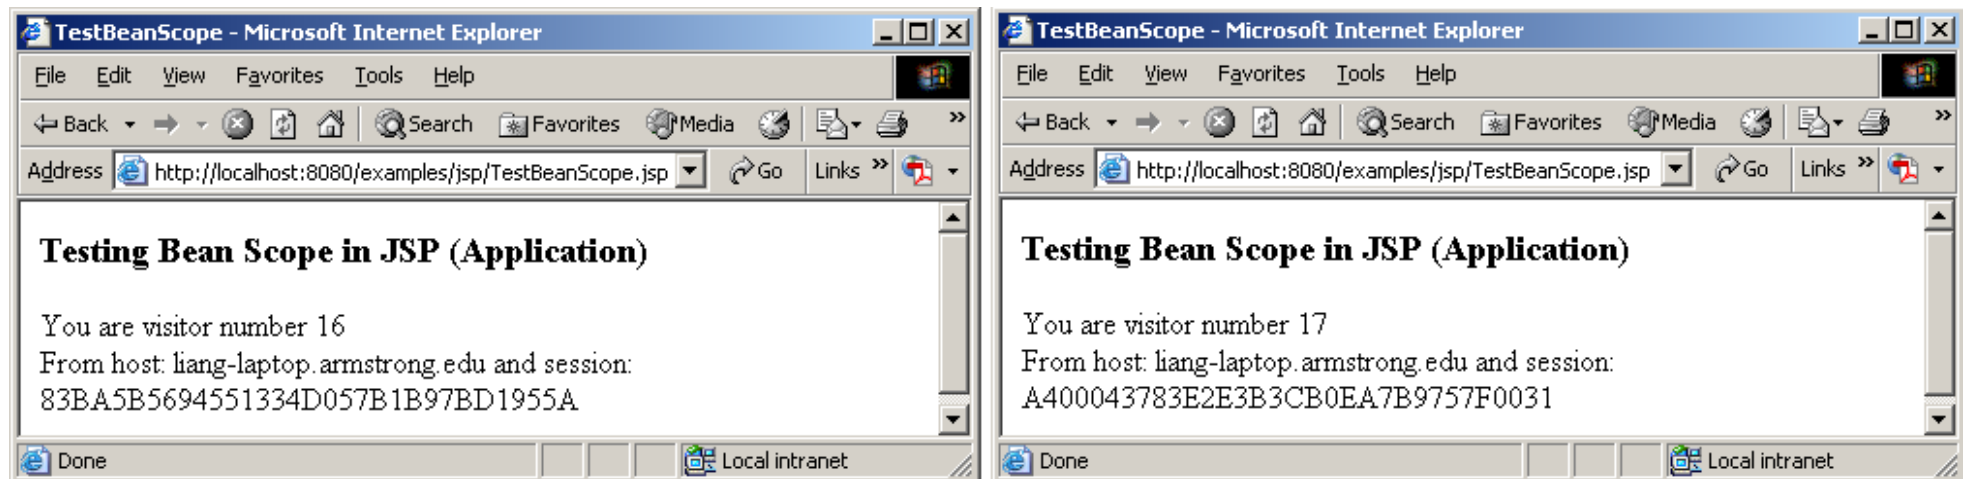 TestBeanScope - Microsoft Internet Explorer
File Edit View Favorites Tools Help
Back Search Favorites Media »
Address http://localhost:8080/examples/jsp/TestBeanScope.jsp Go Links »
Testing Bean Scope in JSP (Application)
You are visitor number 16
From host: liang-laptop.armstrong.edu and session:
83BA5B5694551334D057B1B97BD1955A
Done Local intranet
TestBeanScope - Microsoft Internet Explorer
File Edit View Favorites Tools Help
Back Search Favorites Media »
Address http://localhost:8080/examples/jsp/TestBeanScope.jsp Go Links »
Testing Bean Scope in JSP (Application)
You are visitor number 17
From host: liang-laptop.armstrong.edu and session:
A400043783E2E3B3CB0EA7B9757F0031
Done Local intranet